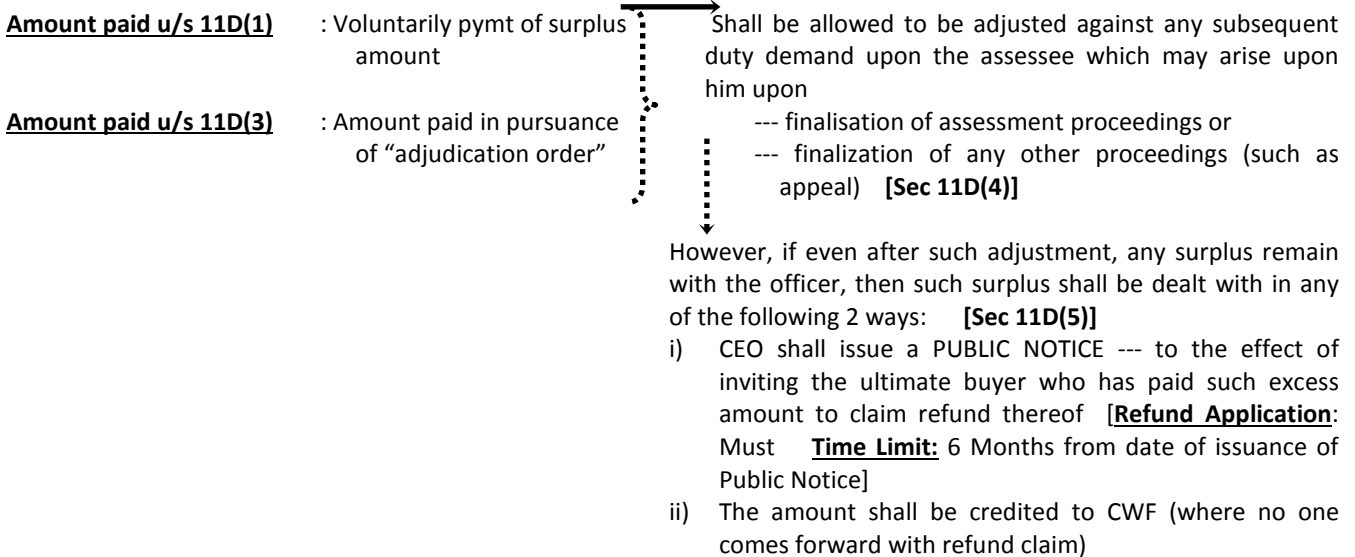 Amount paid u/s 11D(1) : Voluntarily pymt of surplus
amount
Amount paid u/s 11D(3) : Amount paid in pursuance
of “adjudication order”
Shall be allowed to be adjusted against any subsequent
duty demand upon the assessee which may arise upon
him upon
--- finalisation of assessment proceedings or
--- finalization of any other proceedings (such as
appeal) [Sec 11D(4)]
However, if even after such adjustment, any surplus remain
with the officer, then such surplus shall be dealt with in any
of the following 2 ways: [Sec 11D(5)]
i) CEO shall issue a PUBLIC NOTICE --- to the effect of
inviting the ultimate buyer who has paid such excess
amount to claim refund thereof [Refund Application:
Must Time Limit: 6 Months from date of issuance of
Public Notice]
ii) The amount shall be credited to CWF (where no one
comes forward with refund claim)